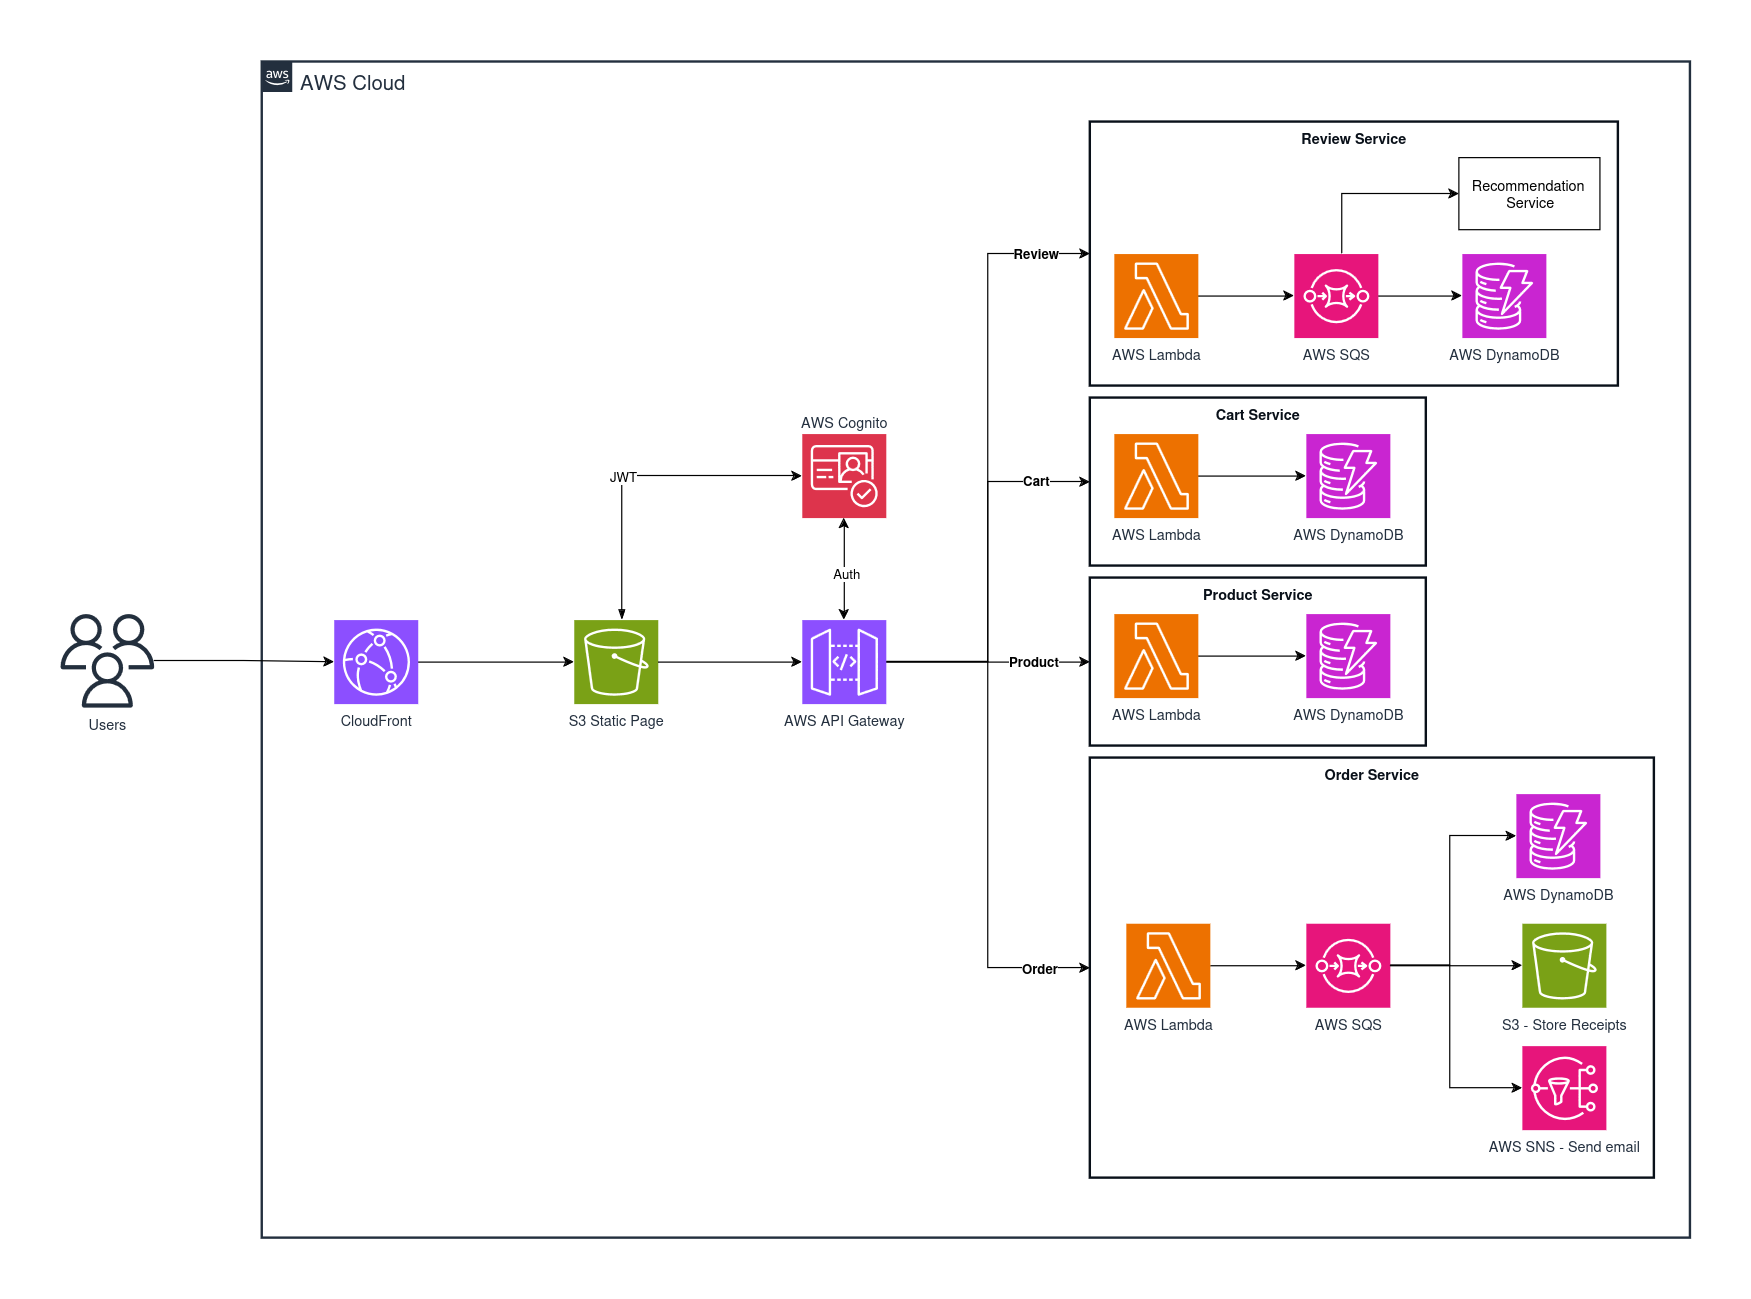 aws
AWS Cloud
Review Service
Recommendation
Service
Review
AWS Lambda
AWS SQS
AWS DynamoDB
Cart Service
AWS Cognito
JWT
Cart
AWS Lambda
AWS DynamoDB
Auth
Product Service
Users
CloudFront
S3 Static Page
</>
AWS API Gateway
Product
AWS Lambda
AWS DynamoDB
Order Service
AWS DynamoDB
Order
AWS Lambda
AWS SQS
S3 - Store Receipts
AWS SNS - Send email